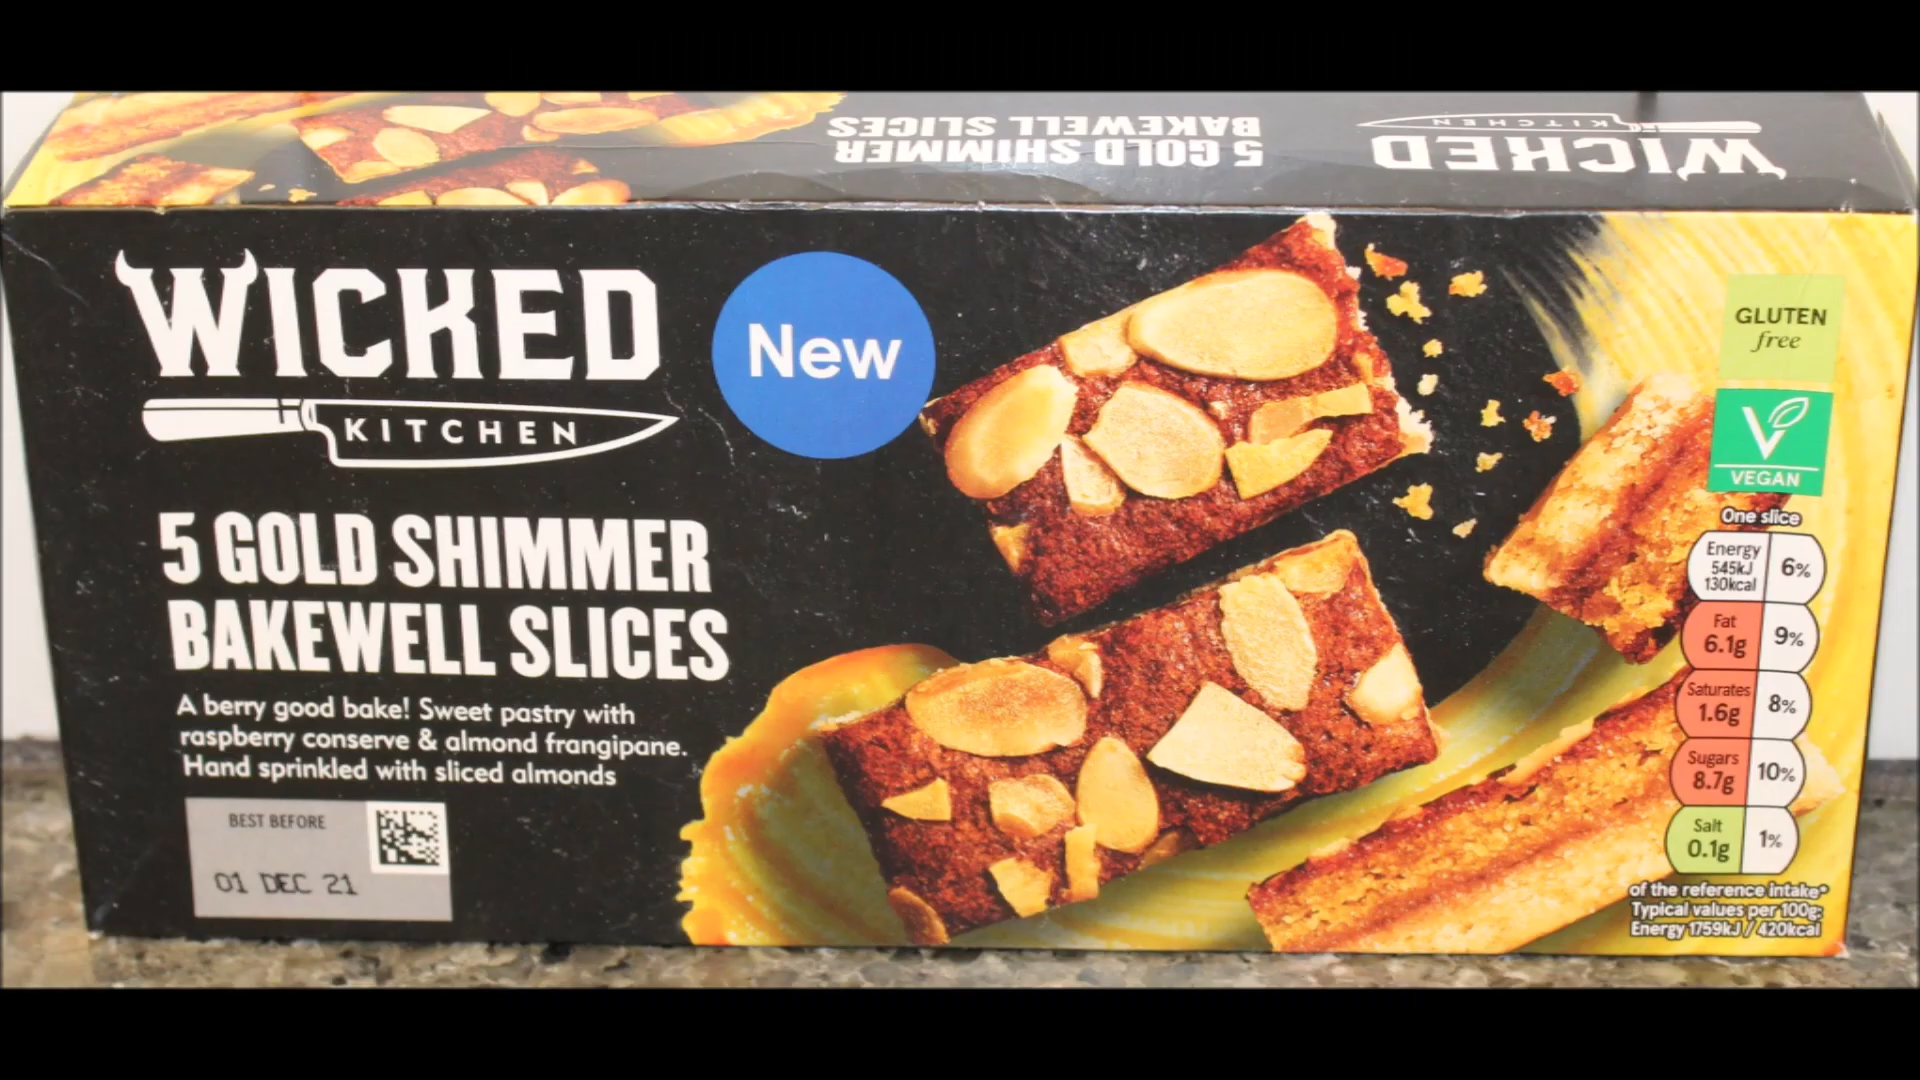 5 GOLD SHIMMER
BAKEWELL SLICES
WICKED
KITCHEN
WICKED
KITCHEN
New
5 GOLD SHIMMER
BAKEWELL SLICES
A berry good bake! Sweet pastry with
raspberry conserve & almond frangipane.
Hand sprinkled with sliced almonds
BEST BEFORE
01 DEC 21
GLUTEN
free
V
VEGAN
One slice
Energy
545kJ
130kcal
6%
Fat
6.1g
9%
Saturates
1.6g
8%
Sugars
8.7g
10%
Salt
0.1g
1%
of the reference intake*
Typical values per 100g:
Energy 1759kJ / 420kcal